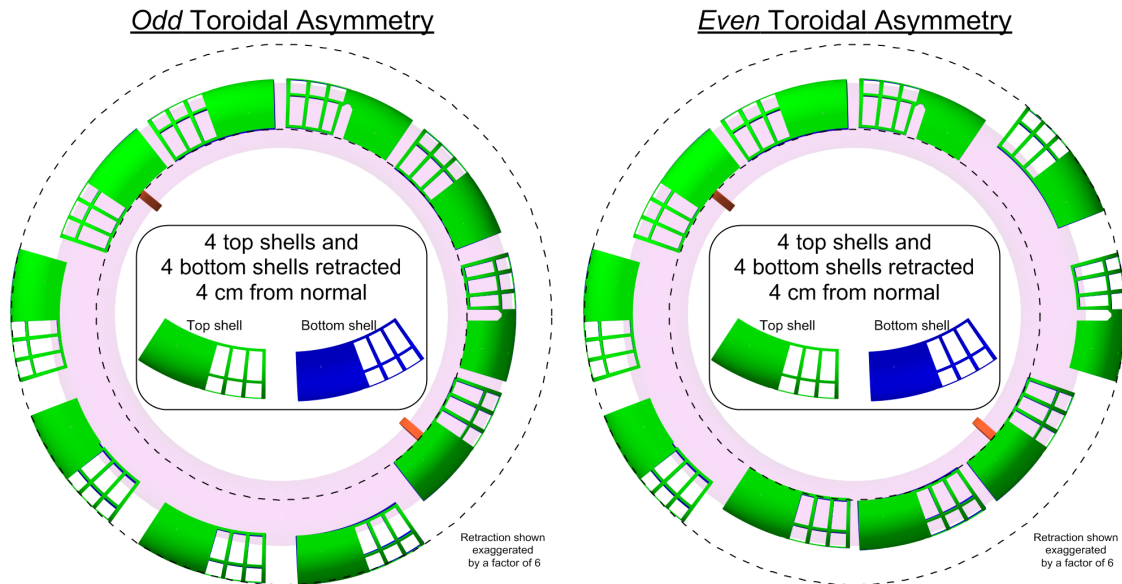 Odd Toroidal Asymmetry
4 top shells and
4 bottom shells retracted
4 cm from normal
Top shell
Bottom shell
Retraction shown
exaggerated
by a factor of 6
Even Toroidal Asymmetry
4 top shells and
4 bottom shells retracted
4 cm from normal
Top shell
Bottom shell
Retraction shown
exaggerated
by a factor of 6